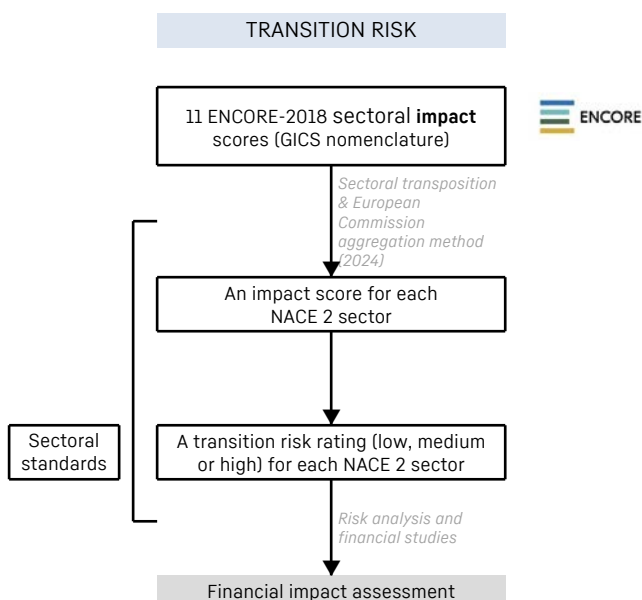 TRANSITION RISK
11 ENCORE-2018 sectoral impact
scores (GICS nomenclature)
ENCORE
Sectoral transposition
& European
Commission
aggregation method
(2024)
An impact score for each
NACE 2 sector
Sectoral
standards
A transition risk rating (low, medium
or high) for each NACE 2 sector
Risk analysis and
financial studies
Financial impact assessment